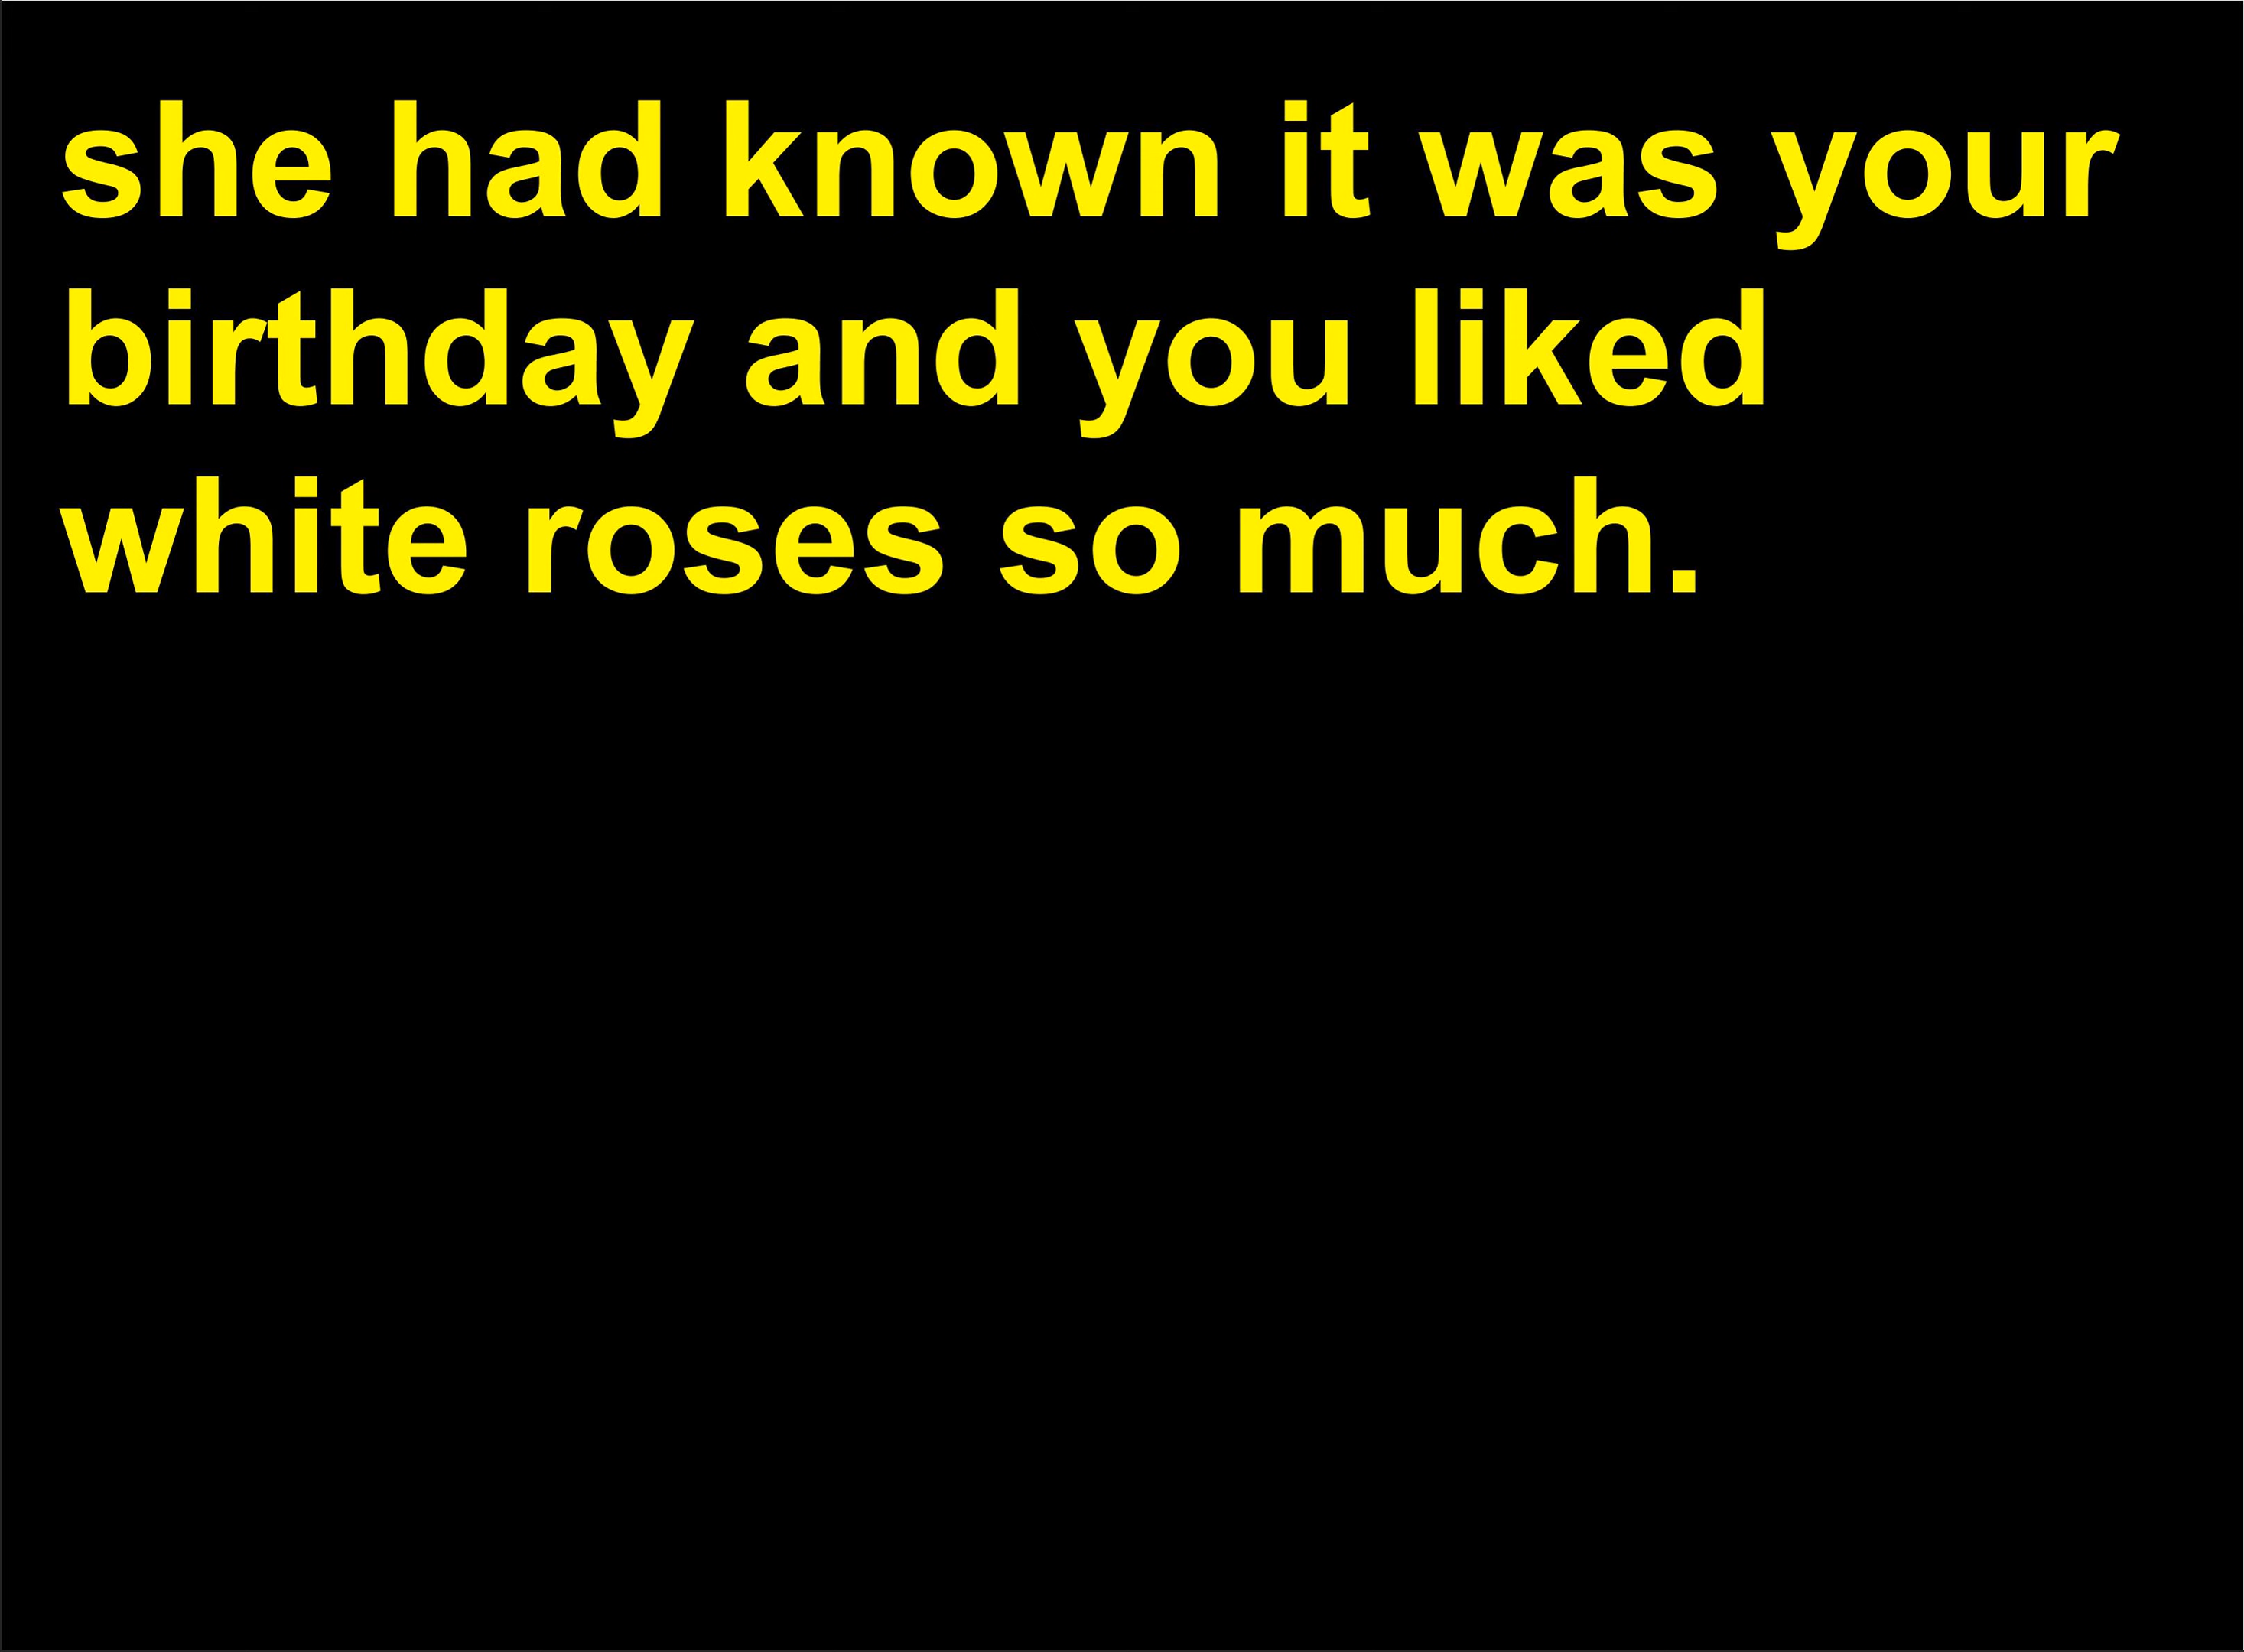 she had known it was your
birthday and you liked
white roses so much.